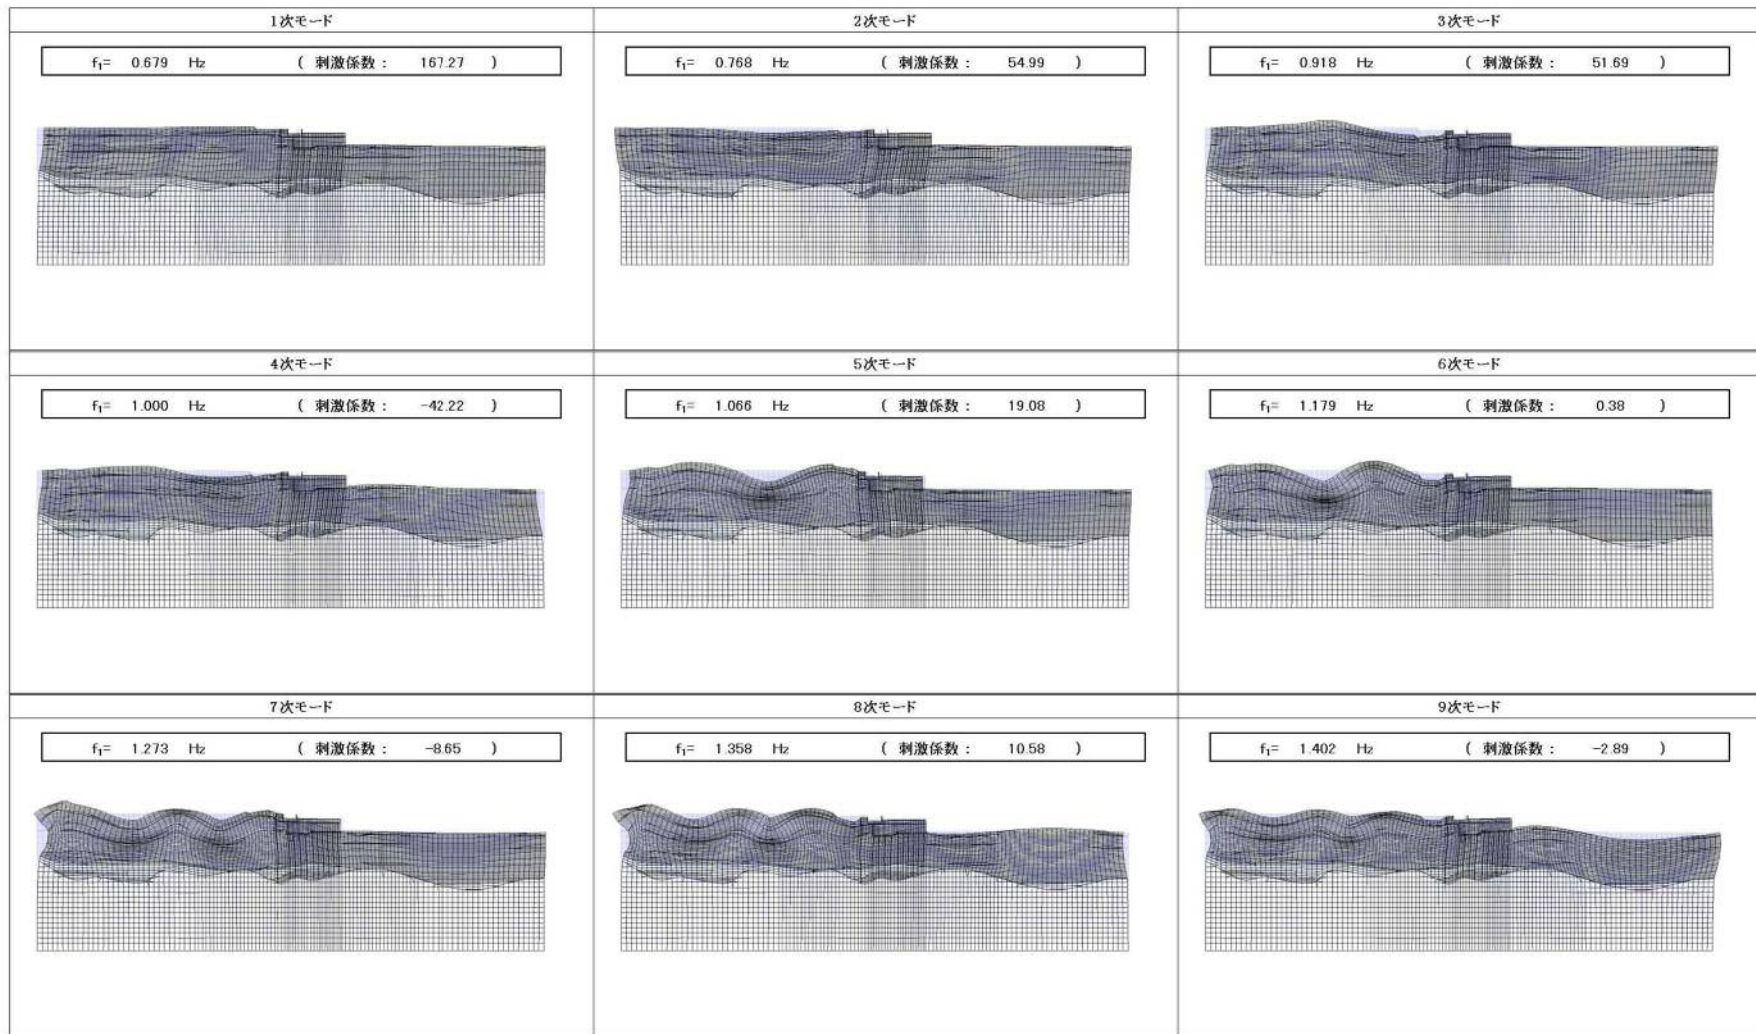 1次モード 2次モード 3次モード
f₁= 0.679 Hz ( 刺激係数 : 167.27 ) f₁= 0.768 Hz ( 刺激係数 : 54.99 ) f₁= 0.918 Hz ( 刺激係数 : 51.69 )
4次モード 5次モード 6次モード
f₁= 1.000 Hz ( 刺激係数 : -42.22 ) f₁= 1.066 Hz ( 刺激係数 : 19.08 ) f₁= 1.179 Hz ( 刺激係数 : 0.38 )
7次モード 8次モード 9次モード
f₁= 1.273 Hz ( 刺激係数 : -8.65 ) f₁= 1.358 Hz ( 刺激係数 : 10.58 ) f₁= 1.402 Hz ( 刺激係数 : -2.89 )